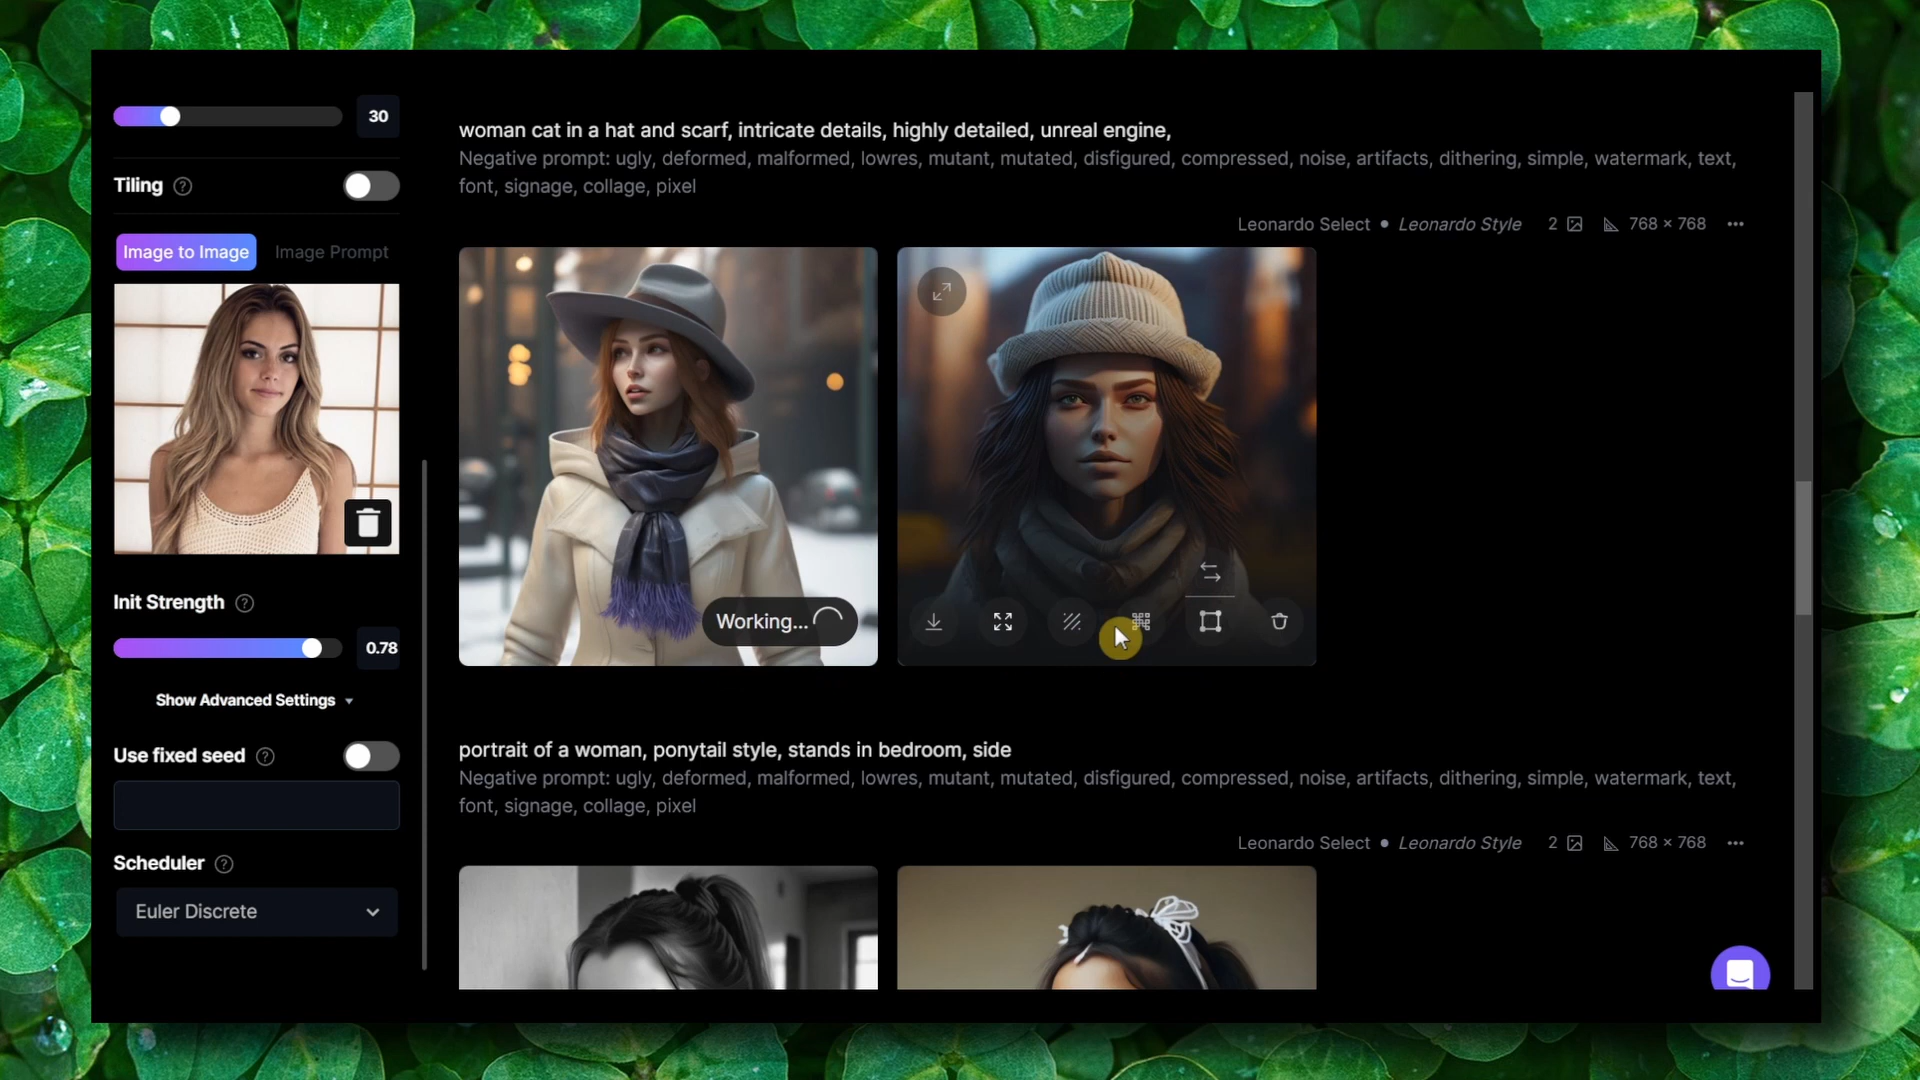 30
Tiling ?
Image to Image Image Prompt
Init Strength ?
0.78
Show Advanced Settings
Use fixed seed ?
Scheduler ?
Euler Discrete
woman cat in a hat and scarf, intricate details, highly detailed, unreal engine,
Negative prompt: ugly, deformed, malformed, lowres, mutant, mutated, disfigured, compressed, noise, artifacts, dithering, simple, watermark, text,
font, signage, collage, pixel
Leonardo Select • Leonardo Style 2 768 × 768 •••
Working...
portrait of a woman, ponytail style, stands in bedroom, side
Negative prompt: ugly, deformed, malformed, lowres, mutant, mutated, disfigured, compressed, noise, artifacts, dithering, simple, watermark, text,
font, signage, collage, pixel
Leonardo Select • Leonardo Style 2 768 × 768 •••